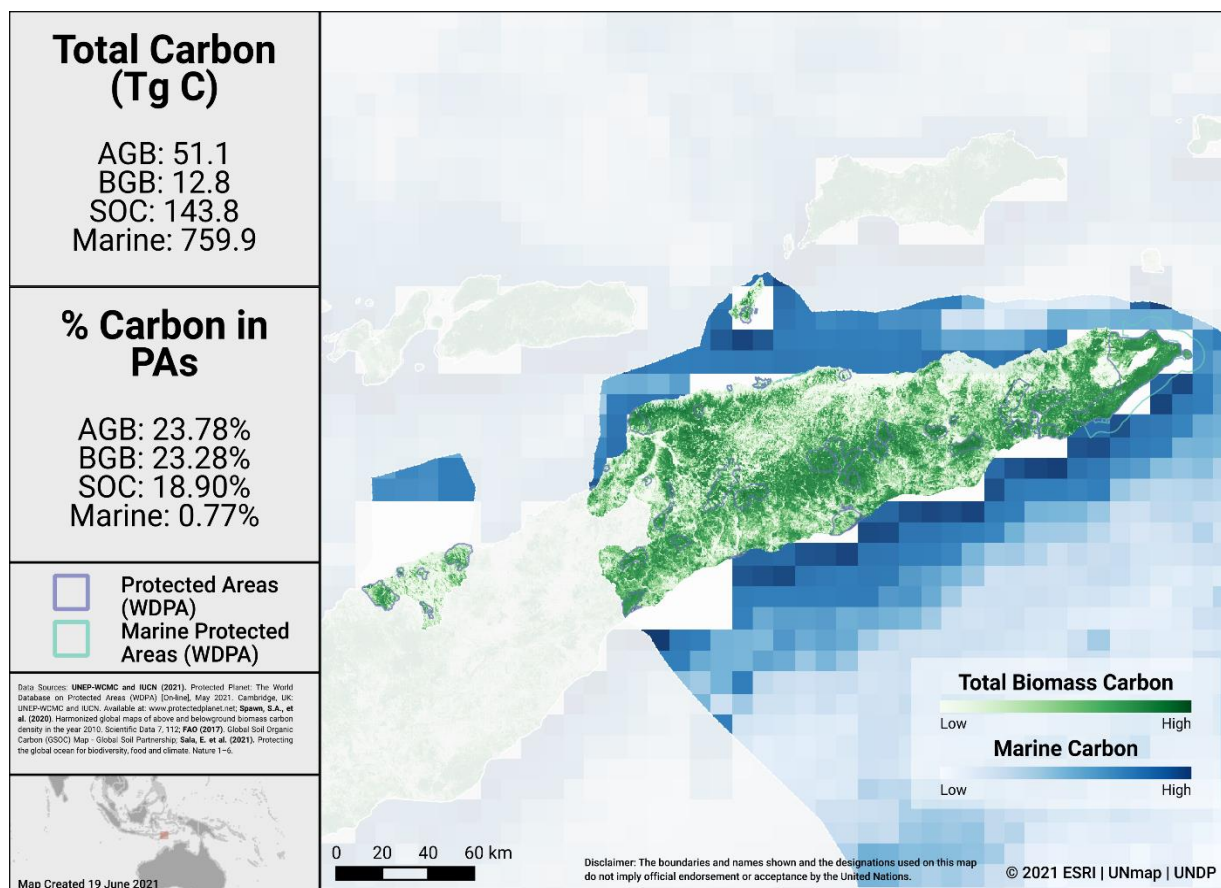 Total Carbon
(Tg C)
AGB: 51.1
BGB: 12.8
SOC: 143.8
Marine: 759.9
% Carbon in
PAs
AGB: 23.78%
BGB: 23.28%
SOC: 18.90%
Marine: 0.77%
Protected Areas
(WDPA)
Marine Protected
Areas (WDPA)
Data Sources: UNEP-WCMC and IUCN (2021). Protected Planet: The World
Database on Protected Areas (WDPA) [On-line], May 2021. Cambridge, UK:
UNEP-WCMC and IUCN. Available at: www.protectedplanet.net; Spawn, S.A., et
al. (2020). Harmonized global maps of above and belowground biomass carbon
density in the year 2010. Scientific Data 7, 112; FAO (2017). Global Soil Organic
Carbon (GSOC) Map - Global Soil Partnership; Sala, E. et al. (2021). Protecting
the global ocean for biodiversity, food and climate. Nature 1–6.
Map Created 19 June 2021
Total Biomass Carbon
Low High
Marine Carbon
Low High
0 20 40 60 km
Disclaimer: The boundaries and names shown and the designations used on this map
do not imply official endorsement or acceptance by the United Nations.
© 2021 ESRI | UNmap | UNDP